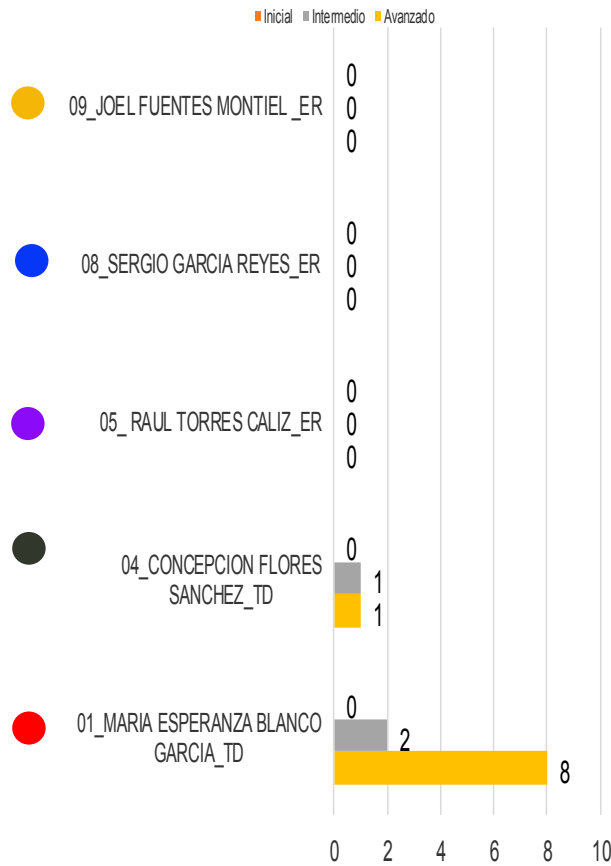 Inicial Intermedio Avanzado
09_JOEL FUENTES MONTIEL _ER
0
0
0
08_SERGIO GARCIA REYES_ER
0
0
0
05_ RAUL TORRES CALIZ_ER
0
0
0
04_CONCEPCION FLORES
SANCHEZ_TD
0
1
1
01_MARIA ESPERANZA BLANCO
GARCIA_TD
0
2
8
0 2 4 6 8 10